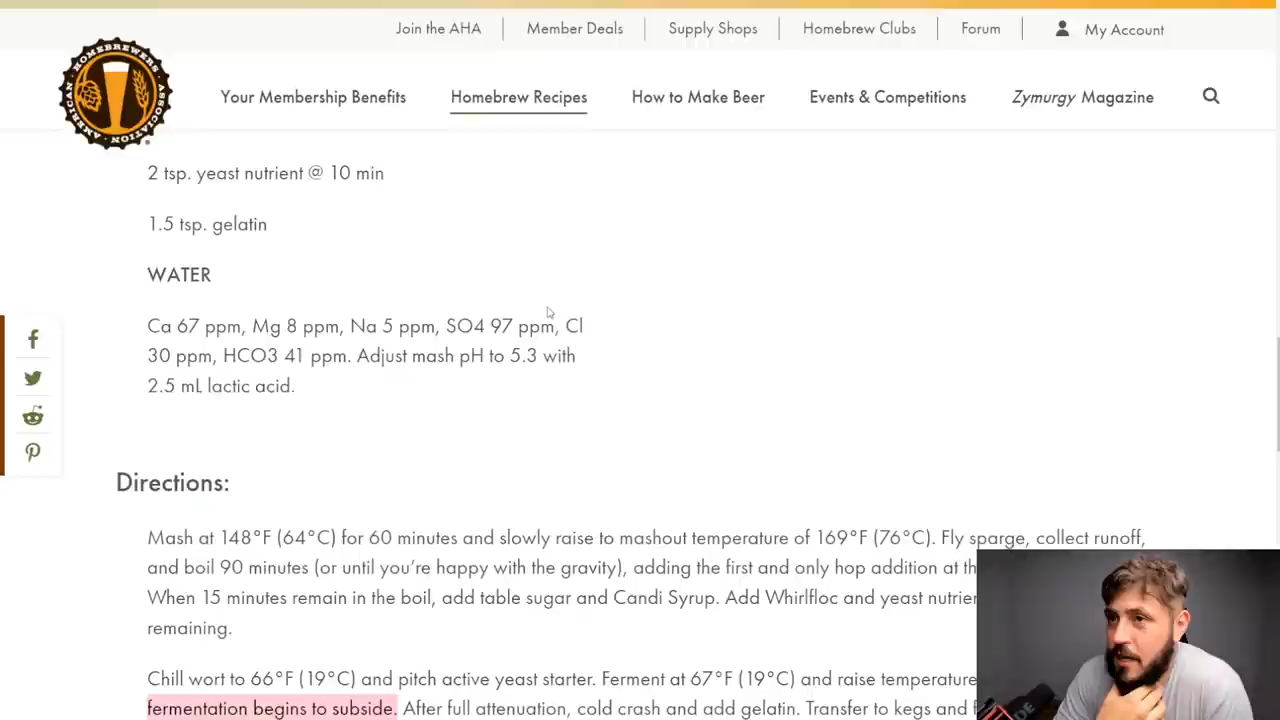 Join the AHA
Member Deals
Supply Shops
Homebrew Clubs
Forum
My Account
AMERICAN HOMEBREWERS ASSOCIATION
Your Membership Benefits
Homebrew Recipes
How to Make Beer
Events & Competitions
Zymurgy Magazine
2 tsp. yeast nutrient @ 10 min
1.5 tsp. gelatin
WATER
Ca 67 ppm, Mg 8 ppm, Na 5 ppm, SO4 97 ppm, Cl
30 ppm, HCO3 41 ppm. Adjust mash pH to 5.3 with
2.5 mL lactic acid.
Directions:
Mash at 148°F (64°C) for 60 minutes and slowly raise to mashout temperature of 169°F (76°C). Fly sparge, collect runoff,
and boil 90 minutes (or until you’re happy with the gravity), adding the first and only hop addition at
When 15 minutes remain in the boil, add table sugar and Candi Syrup. Add Whirlfloc and yeast
remaining.
Chill wort to 66°F (19°C) and pitch active yeast starter. Ferment at 67°F (19°C) and raise temperature
fermentation begins to subside. After full attenuation, cold crash and add gelatin. Transfer to kegs and